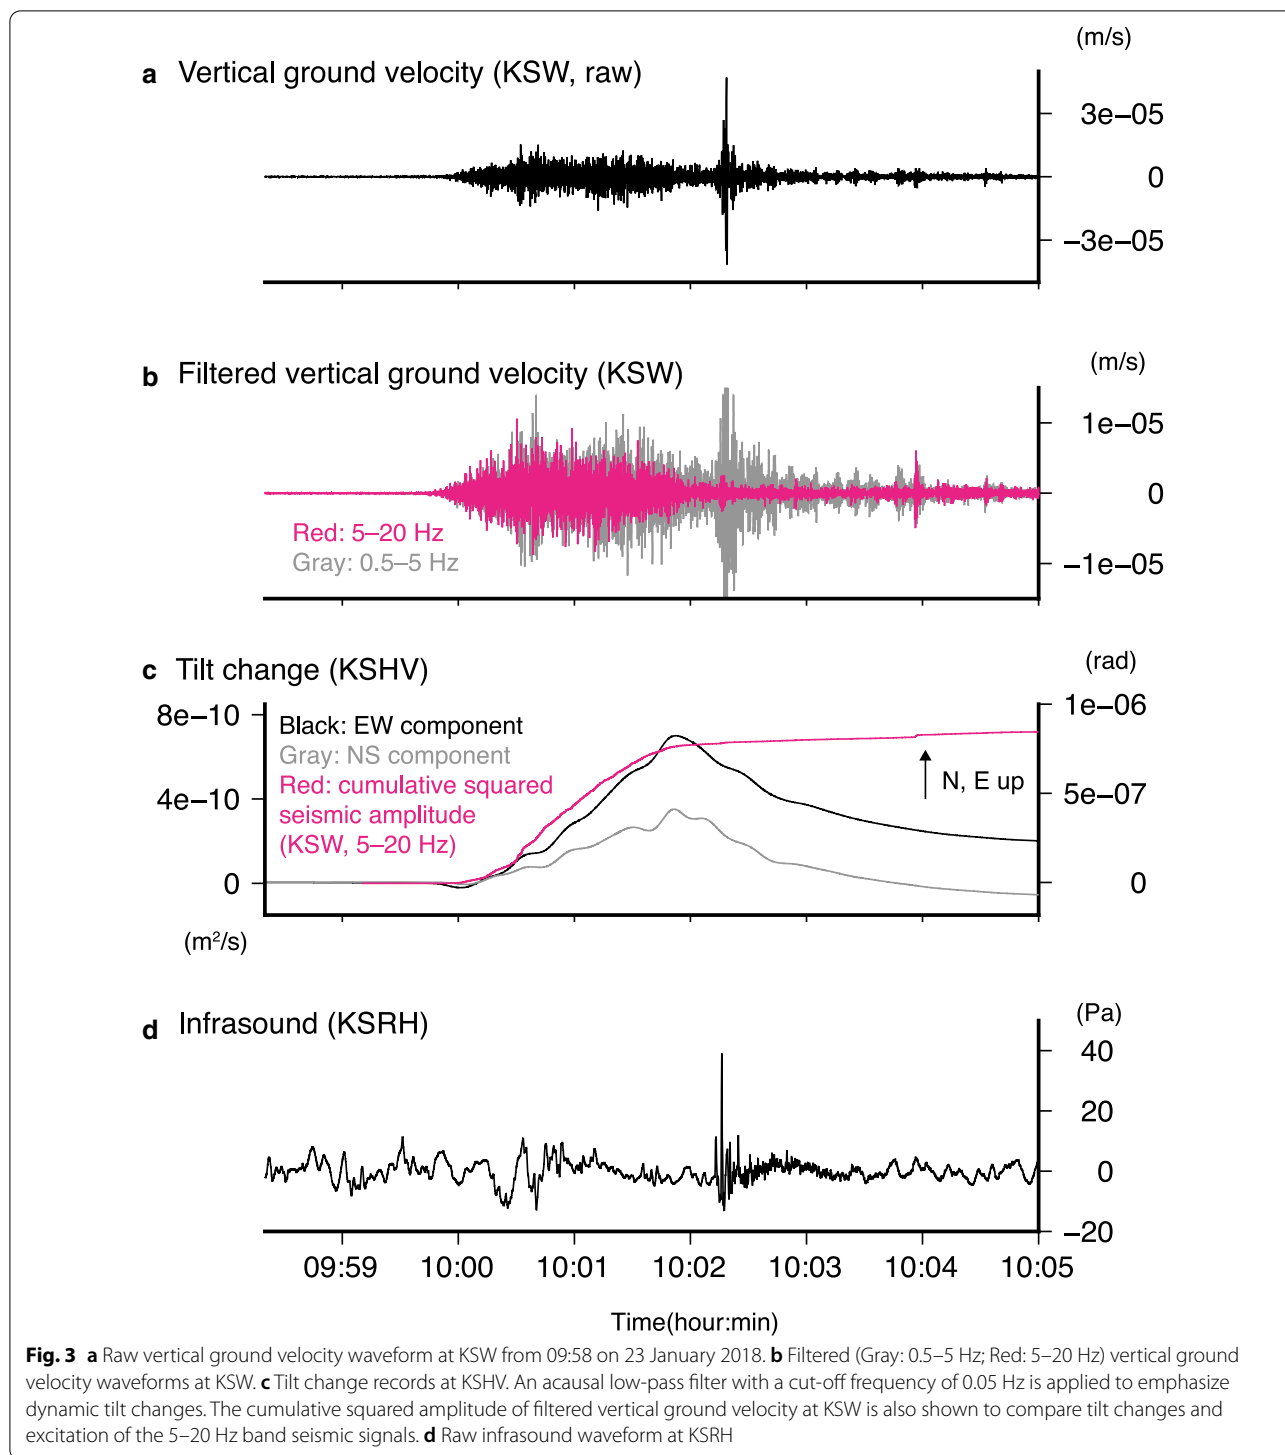 (m/s)
a Vertical ground velocity (KSW, raw)
3e−05
0
−3e−05
(m/s)
b Filtered vertical ground velocity (KSW)
1e−05
0
Red: 5–20 Hz
Gray: 0.5–5 Hz
−1e−05
c Tilt change (KSHV)
(rad)
8e−10
1e−06
Black: EW component
Gray: NS component
Red: cumulative squared
seismic amplitude
(KSW, 5–20 Hz)
N, E up
4e−10
5e−07
0
0
(m²/s)
d Infrasound (KSRH)
(Pa)
40
20
0
−20
09:59 10:00 10:01 10:02 10:03 10:04 10:05
Time(hour:min)
Fig. 3 a Raw vertical ground velocity waveform at KSW from 09:58 on 23 January 2018. b Filtered (Gray: 0.5–5 Hz; Red: 5–20 Hz) vertical ground
velocity waveforms at KSW. c Tilt change records at KSHV. An acausal low-pass filter with a cut-off frequency of 0.05 Hz is applied to emphasize
dynamic tilt changes. The cumulative squared amplitude of filtered vertical ground velocity at KSW is also shown to compare tilt changes and
excitation of the 5–20 Hz band seismic signals. d Raw infrasound waveform at KSRH